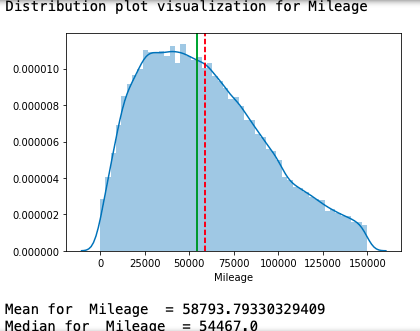 Distribution plot visualization for Mileage
0.000010
0.000008
0.000006
0.000004
0.000002
0.000000
0 25000 50000 75000 100000 125000 150000
Mileage
Mean for Mileage = 58793.79330329409
Median for Mileage = 54467.0